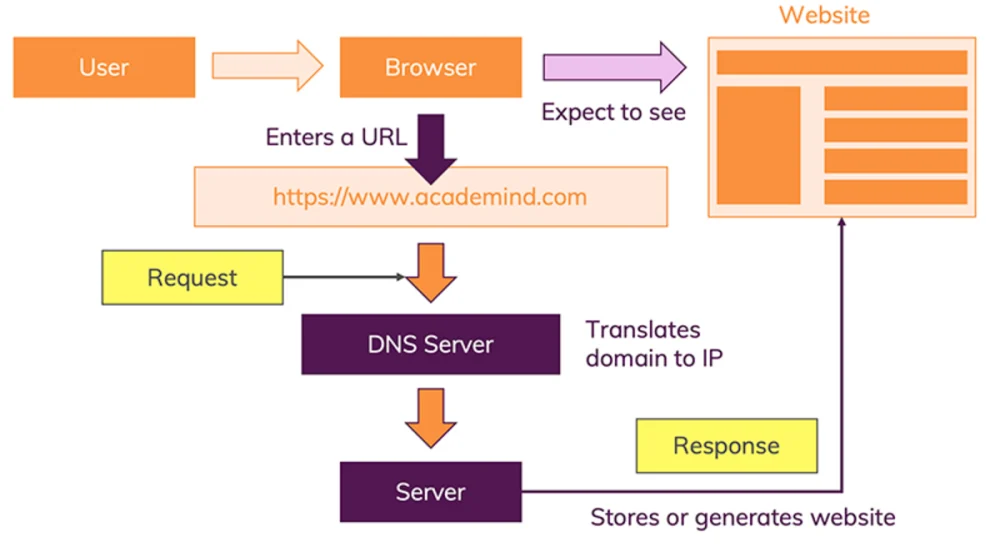 Website
User
Browser
Expect to see
Enters a URL
https://www.academind.com
Request
DNS Server
Translates
domain to IP
Response
Server
Stores or generates website